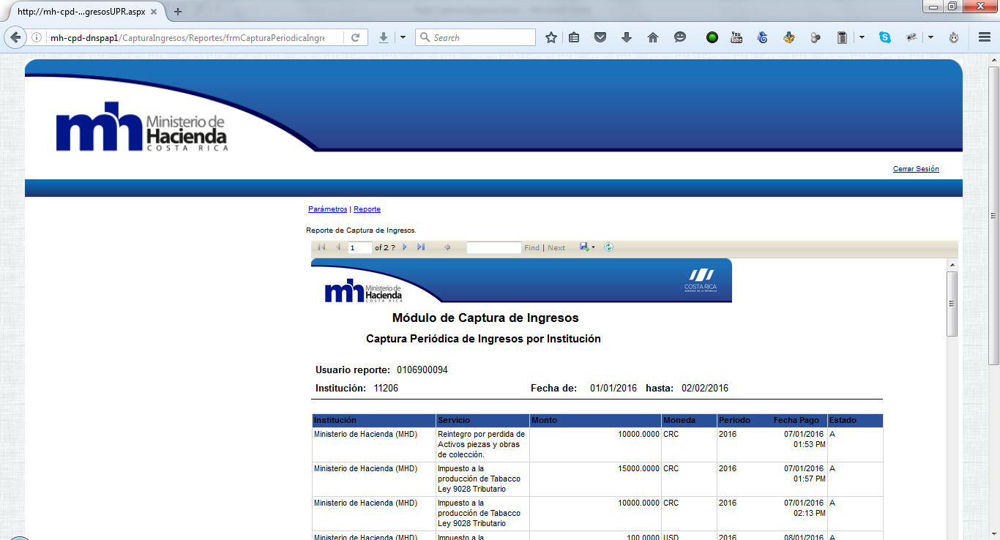 http://mh-cpd-...gresosUPR.aspx
mh-cpd-dnspap1/CapturaIngresos/Reportes/frmCapturaPeriodicaIngre
Search
You Tube
mh Ministerio de
Hacienda
COSTA RICA
Cerrar Sesión
Parámetros | Reporte
Reporte de Captura de Ingresos.
1 of 2 ? Find | Next
mh Ministerio de
Hacienda
COSTA RICA
COSTA RICA
Módulo de Captura de Ingresos
Captura Periódica de Ingresos por Institución
Usuario reporte: 0106900094
Institución: 11206 Fecha de: 01/01/2016 hasta: 02/02/2016
Institución Servicio Monto Moneda Periodo Fecha Pago Estado
Ministerio de Hacienda (MHD) Reintegro por perdida de 10000.0000 CRC 2016 07/01/2016 A
Activos piezas y obras 01:53 PM
de colección.
Ministerio de Hacienda (MHD) Impuesto a la 15000.0000 CRC 2016 07/01/2016 A
producción de Tabacco 01:57 PM
Ley 9028 Tributario
Ministerio de Hacienda (MHD) Impuesto a la 10000.0000 CRC 2016 07/01/2016 A
producción de Tabacco 02:13 PM
Ley 9028 Tributario
Ministerio de Hacienda (MHD) Impuesto a la 100.0000 USD 2016 08/01/2016 A